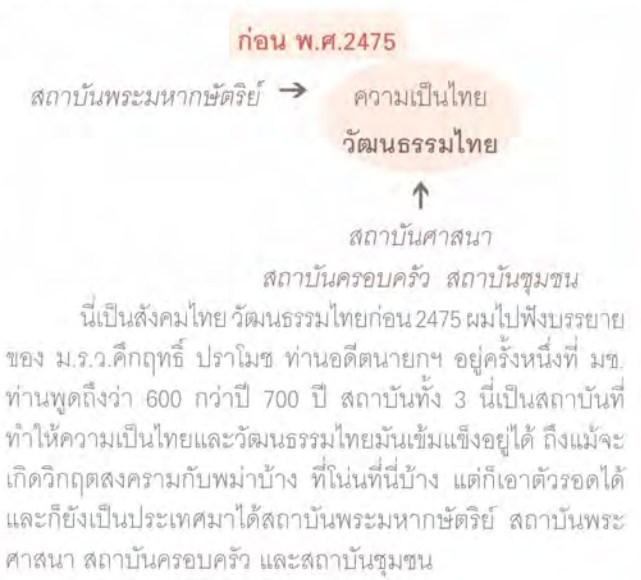 ก่อน พ.ศ.2475
สถาบันพระมหากษัตริย์ → ความเป็นไทย
วัฒนธรรมไทย
↑
สถาบันศาสนา
สถาบันครอบครัว สถาบันชุมชน
นี่เป็นสังคมไทย วัฒนธรรมไทยก่อน 2475 ผมไปฟังบรรยาย
ของ ม.ร.ว.คึกฤทธิ์ ปราโมช ท่านอดีตนายกฯ อยู่ครั้งหนึ่งที่ มช.
ท่านพูดถึงว่า 600 กว่าปี 700 ปี สถาบันทั้ง 3 นี่เป็นสถาบันที่
ทำให้ความเป็นไทยและวัฒนธรรมไทยมันเข้มแข็งอยู่ได้ ถึงแม้จะ
เกิดวิกฤตสงครามกับพม่าบ้าง ที่โน่นที่นี่บ้าง แต่ก็เอาตัวรอดได้
และก็ยังเป็นประเทศมาได้สถาบันพระมหากษัตริย์ สถาบันพระ
ศาสนา สถาบันครอบครัว และสถาบันชุมชน